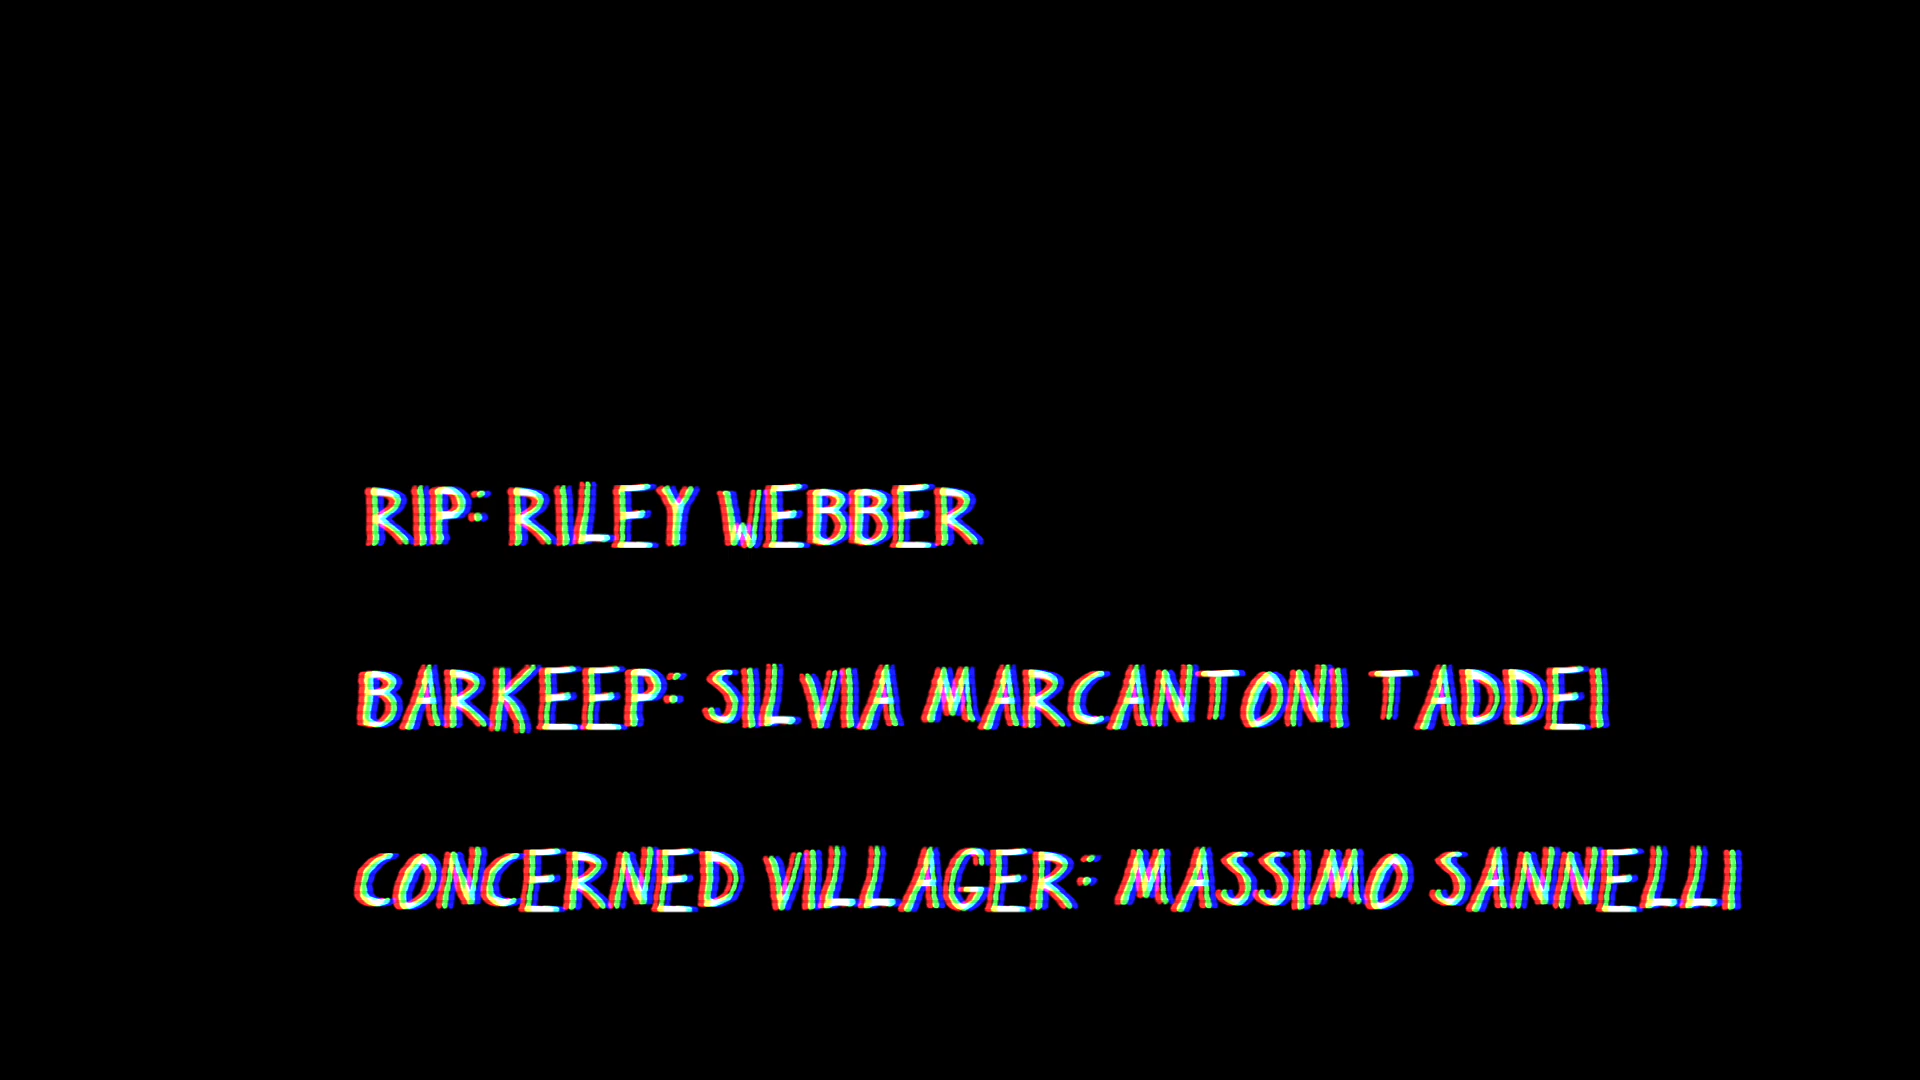 RIP: RILEY WEBBER
BARKEEP: SILVIA MARCANTONI TADDEI
CONCERNED VILLAGER: MASSIMO SANNELLI